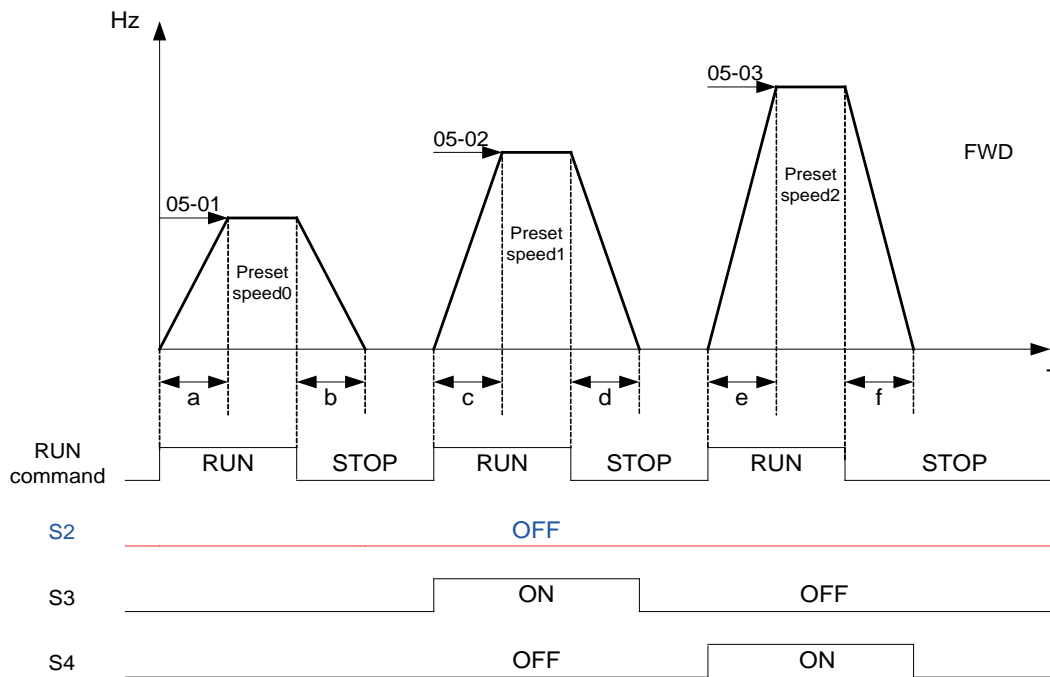 Hz
05-03
05-02
FWD
05-01
Preset
speed2
Preset
speed1
Preset
speed0
a
b
c
d
e
f
RUN
command
RUN
STOP
RUN
STOP
RUN
STOP
S2
OFF
S3
ON
OFF
S4
OFF
ON